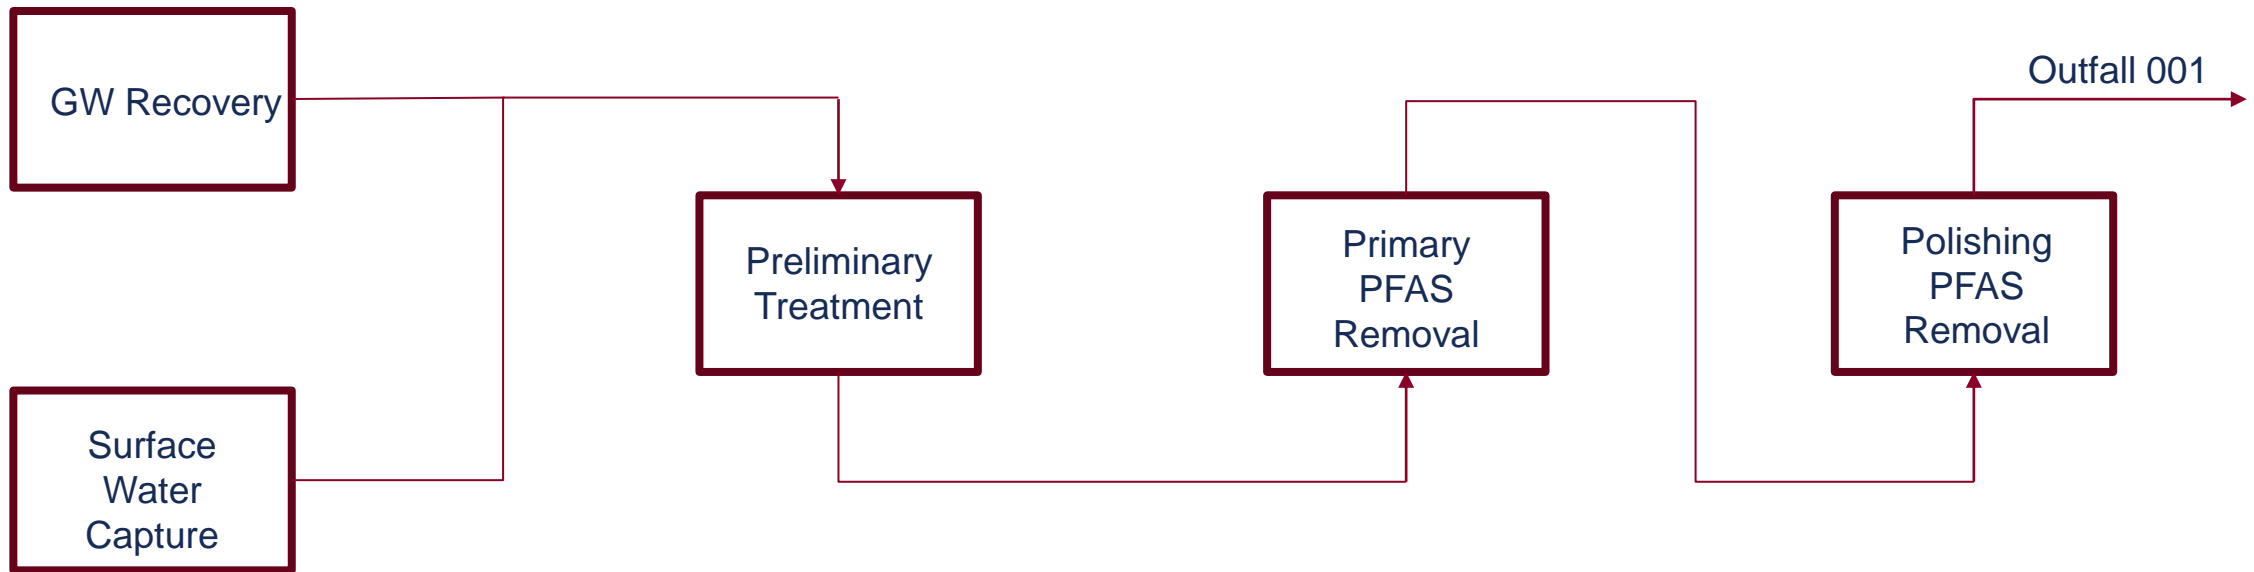 GW Recovery
Surface
Water
Capture
Preliminary
Treatment
Primary
PFAS
Removal
Polishing
PFAS
Removal
Outfall 001